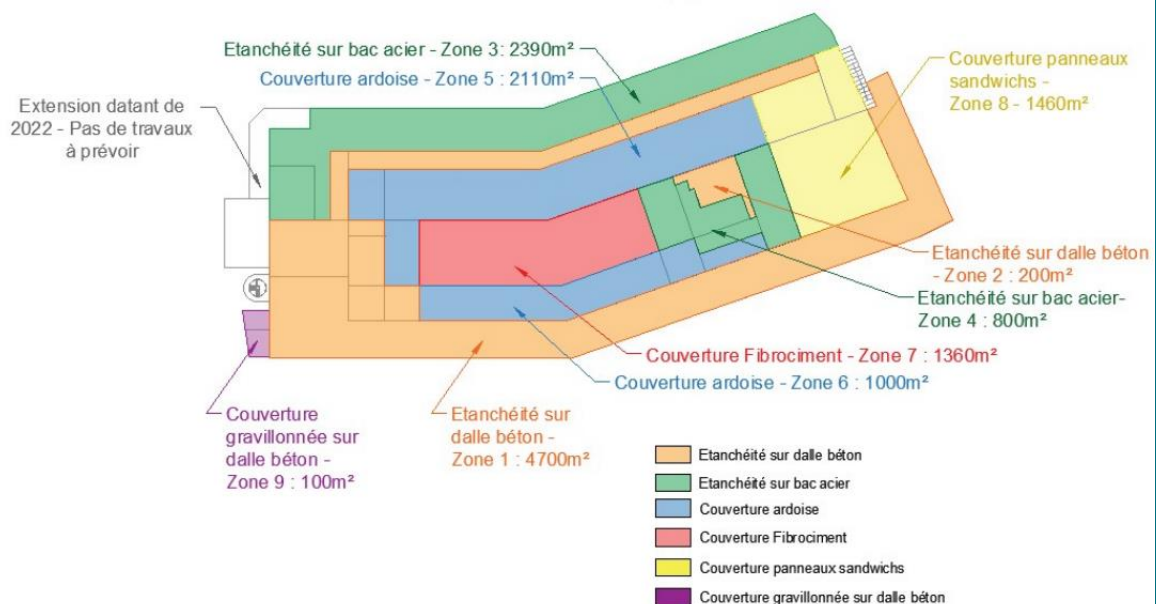 Etanchéité sur bac acier - Zone 3: 2390m²
Couverture ardoise - Zone 5 : 2110m²
Couverture panneaux
sandwichs -
Zone 8 - 1460m²
Extension datant de
2022 - Pas de travaux
à prévoir
Etanchéité sur dalle béton
- Zone 2 : 200m²
Etanchéité sur bac acier-
Zone 4 : 800m²
Couverture Fibrociment - Zone 7 : 1360m²
Couverture ardoise - Zone 6 : 1000m²
Couverture
gravillonnée sur
dalle béton -
Zone 9 : 100m²
Etanchéité sur
dalle béton -
Zone 1 : 4700m²
Etanchéité sur dalle béton
Etanchéité sur bac acier
Couverture ardoise
Couverture Fibrociment
Couverture panneaux sandwichs
Couverture gravillonnée sur dalle béton